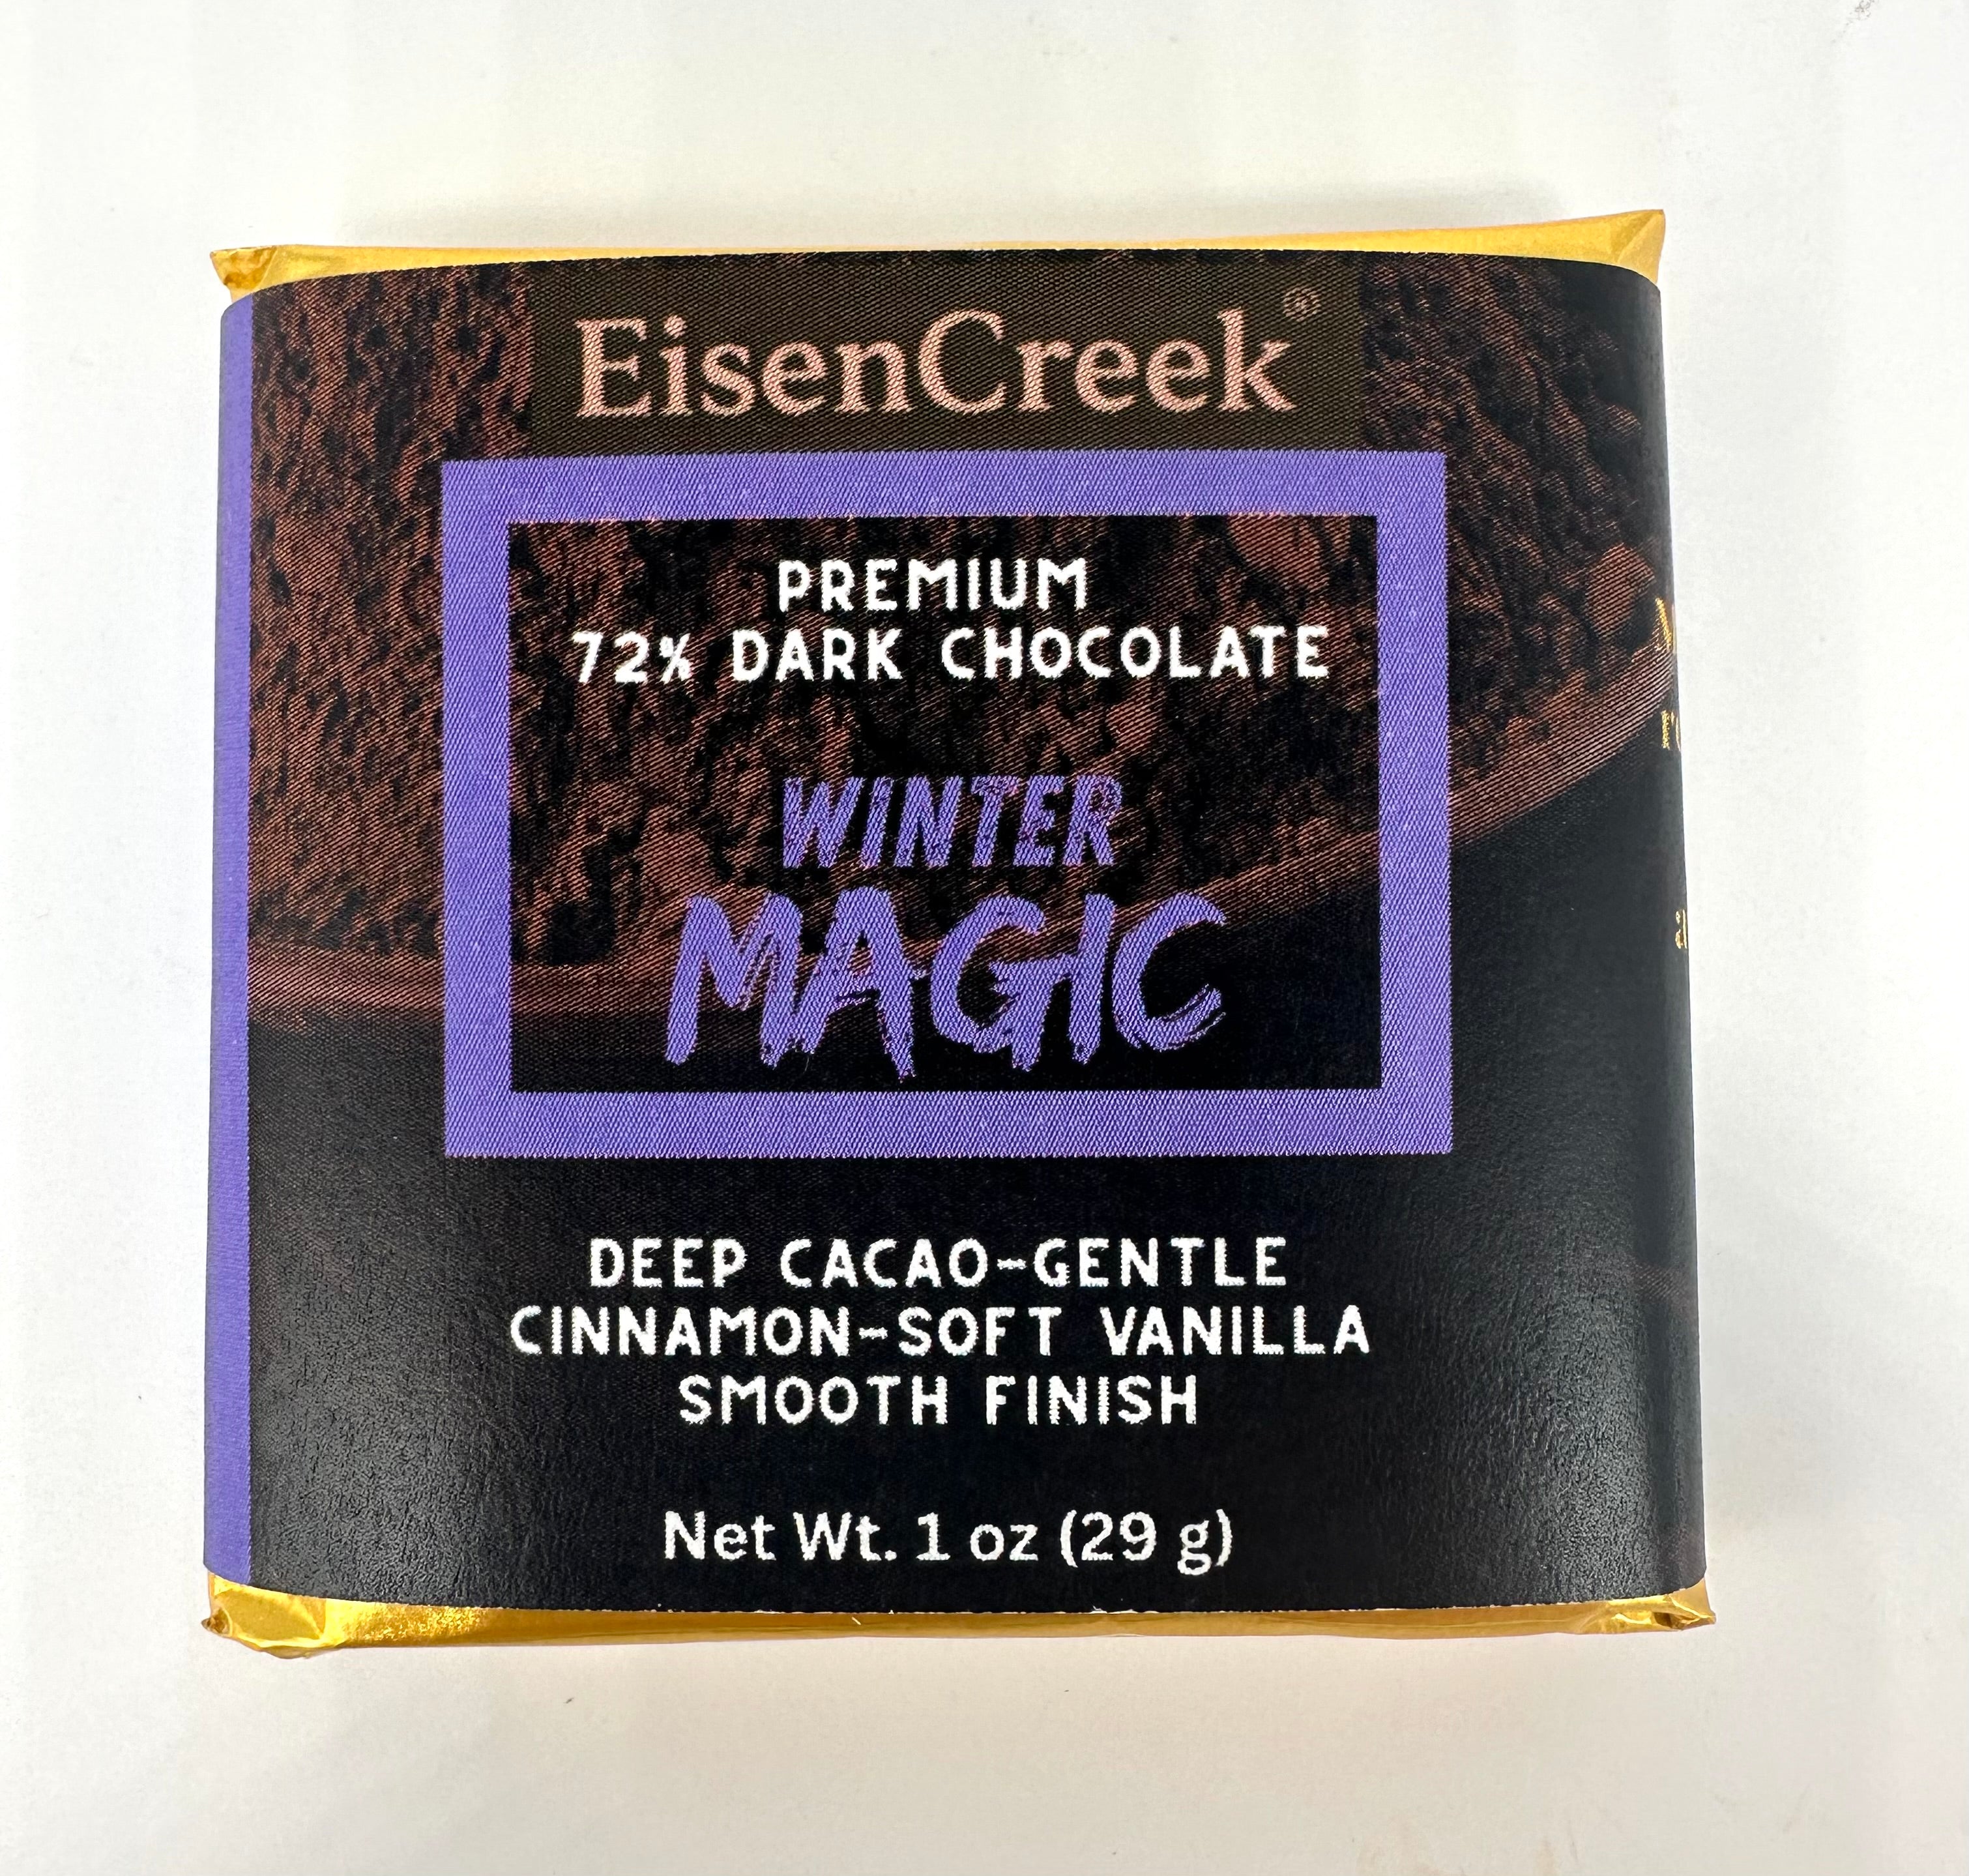 EisenCreek®
PREMIUM
72% DARK CHOCOLATE
WINTER
MAGIC
DEEP CACAO-GENTLE
CINNAMON-SOFT VANILLA
SMOOTH FINISH
Net Wt. 1 oz (29 g)